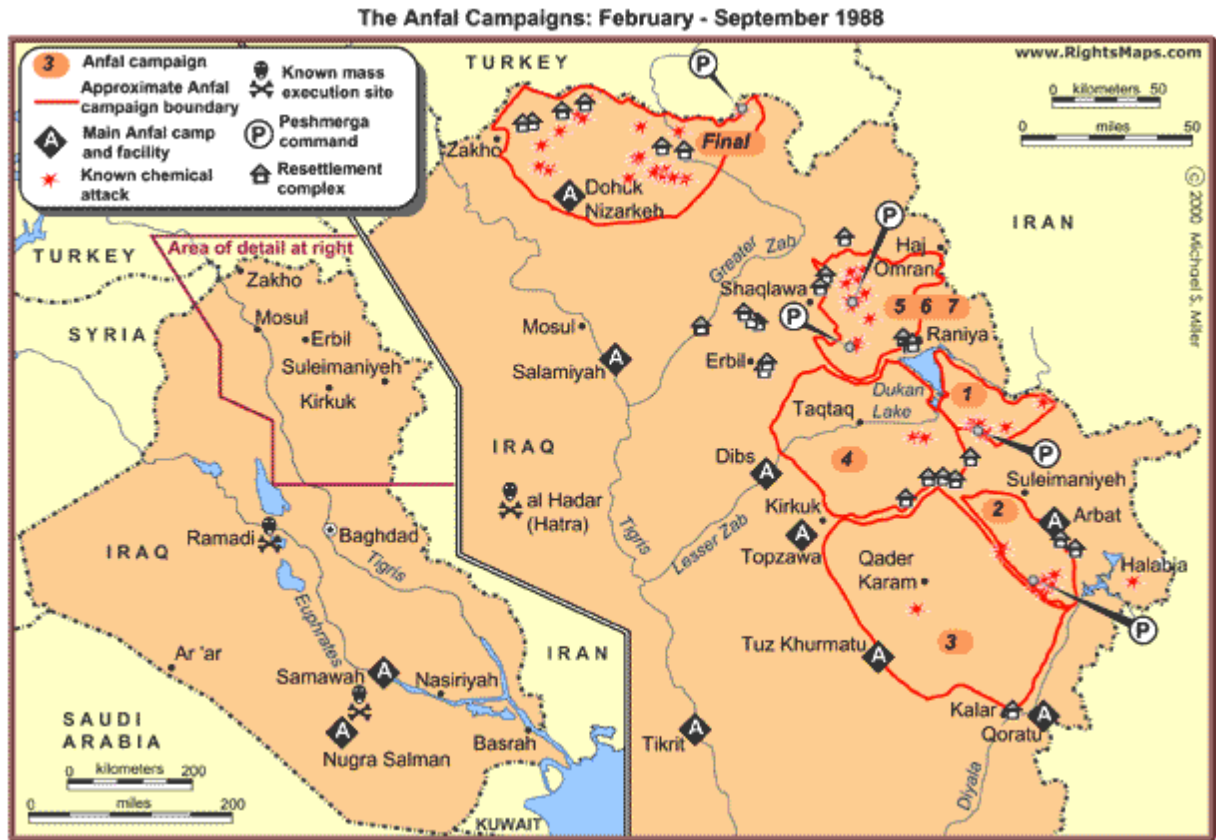 The Anfal Campaigns: February - September 1988
3 Anfal campaign
Approximate Anfal
campaign boundary
A Main Anfal camp
and facility
Known chemical
attack
Known mass
execution site
P Peshmerga
command
Resettlement
complex
www.RightsMaps.com
0 kilometers 50
0 miles 50
© 2000 Michael S. Miller
TURKEY
P
Zakho
Final
A
Dohuk
Nizarkeh
IRAN
P
Haj
Omran
Greater Zab
Shaqlawa
5 6 7
P
Raniya
Mosul
A
Salamiyah
Erbil
Dukan
Lake
1
Taqtaq
P
IRAQ
Dibs
A
4
Suleimaniyeh
al Hadar
(Hatra)
Kirkuk
2
A
Arbat
Tigris
Lesser Zab
A
Topzawa
Qader
Karam
Halabja
P
Tuz Khurmatu
A
3
Kalar
A
Qoratu
Tikrit
A
Diyala
Area of detail at right
TURKEY
Zakho
SYRIA
Mosul
Erbil
Suleimaniyeh
Kirkuk
IRAQ
Ramadi
Baghdad
Tigris
Euphrates
IRAN
Ar 'ar
Samawah
A
Nasiriyah
SAUDI
ARABIA
A
Nugra Salman
Basrah
0 kilometers 200
0 miles 200
KUWAIT